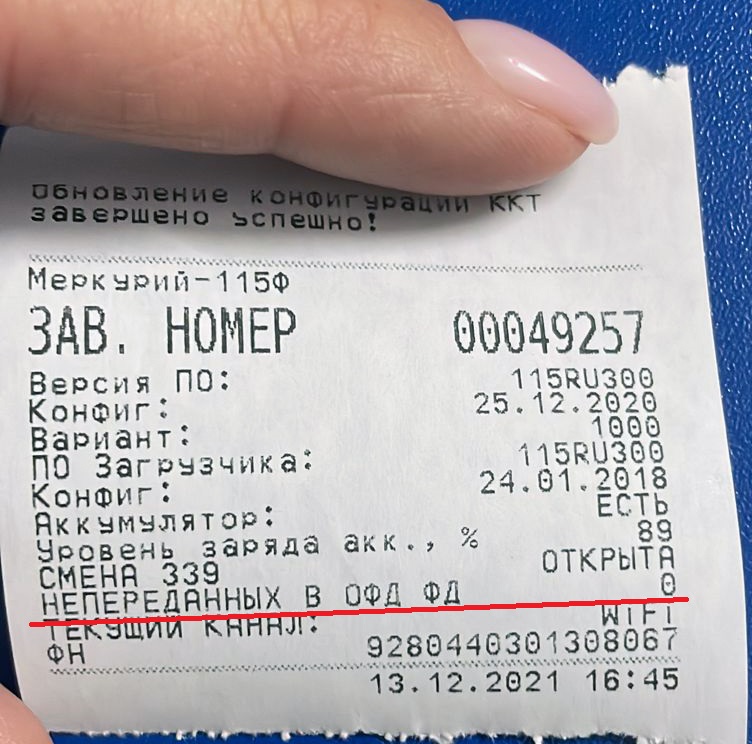 Обновление конфигурации ККТ
завершено успешно!
Меркурий-115Ф
ЗАВ. НОМЕР 00049257
Версия ПО: 115RU300
Конфиг: 25.12.2020
Вариант: 1000
ПО Загрузчика: 115RU300
Конфиг: 24.01.2018
Аккумулятор: ЕСТЬ
Уровень заряда акк., % 89
СМЕНА 339 ОТКРЫТА
НЕПЕРЕДАННЫХ В ОФД ФД 0
ТЕКУЩИЙ КАНАЛ: WIFI
ФН 9280440301308067
13.12.2021 16:45